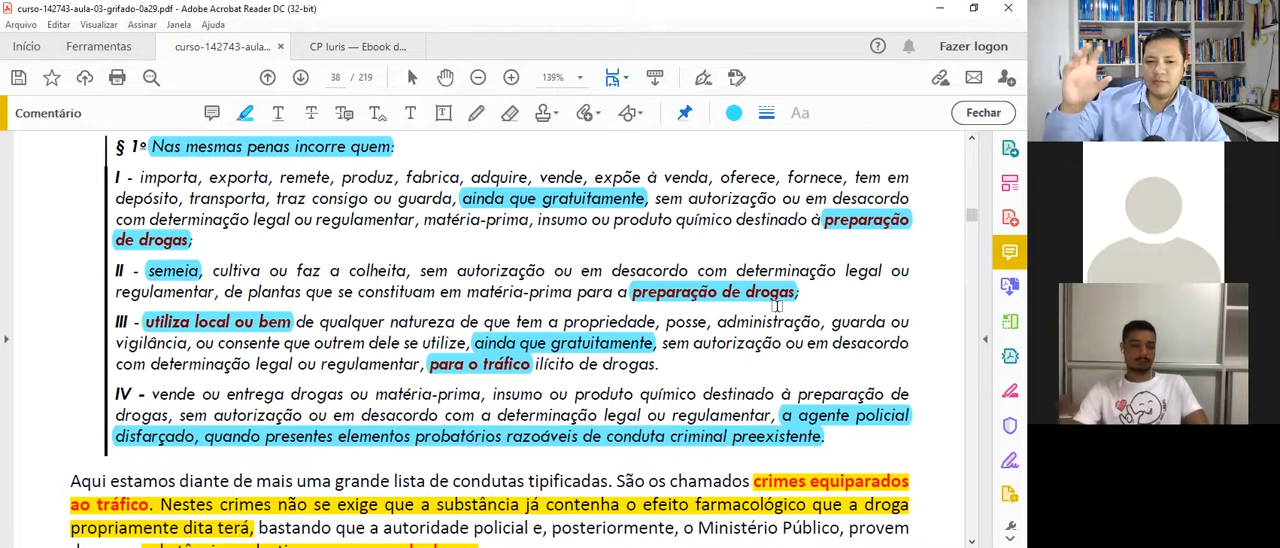 curso-142743-aula-03-grifado-0a29.pdf - Adobe Acrobat Reader DC (32-bit)
Arquivo Editar Visualizar Assinar Janela Ajuda
Início Ferramentas curso-142743-aula... × CP Iuris — Ebook d... Fazer logon
38 / 219 139%
Comentário Aa Fechar
§ 1º Nas mesmas penas incorre quem:
I - importa, exporta, remete, produz, fabrica, adquire, vende, expõe à venda, oferece, fornece, tem em
depósito, transporta, traz consigo ou guarda, ainda que gratuitamente, sem autorização ou em desacordo
com determinação legal ou regulamentar, matéria-prima, insumo ou produto químico destinado à preparação
de drogas;
II - semeia, cultiva ou faz a colheita, sem autorização ou em desacordo com determinação legal ou
regulamentar, de plantas que se constituam em matéria-prima para a preparação de drogas;
III - utiliza local ou bem de qualquer natureza de que tem a propriedade, posse, administração, guarda ou
vigilância, ou consente que outrem dele se utilize, ainda que gratuitamente, sem autorização ou em desacordo
com determinação legal ou regulamentar, para o tráfico ilícito de drogas.
IV - vende ou entrega drogas ou matéria-prima, insumo ou produto químico destinado à preparação de
drogas, sem autorização ou em desacordo com a determinação legal ou regulamentar, a agente policial
disfarçado, quando presentes elementos probatórios razoáveis de conduta criminal preexistente.
Aqui estamos diante de mais uma grande lista de condutas tipificadas. São os chamados crimes equiparados
ao tráfico. Nestes crimes não se exige que a substância já contenha o efeito farmacológico que a droga
propriamente dita terá, bastando que a autoridade policial e, posteriormente, o Ministério Público, provem